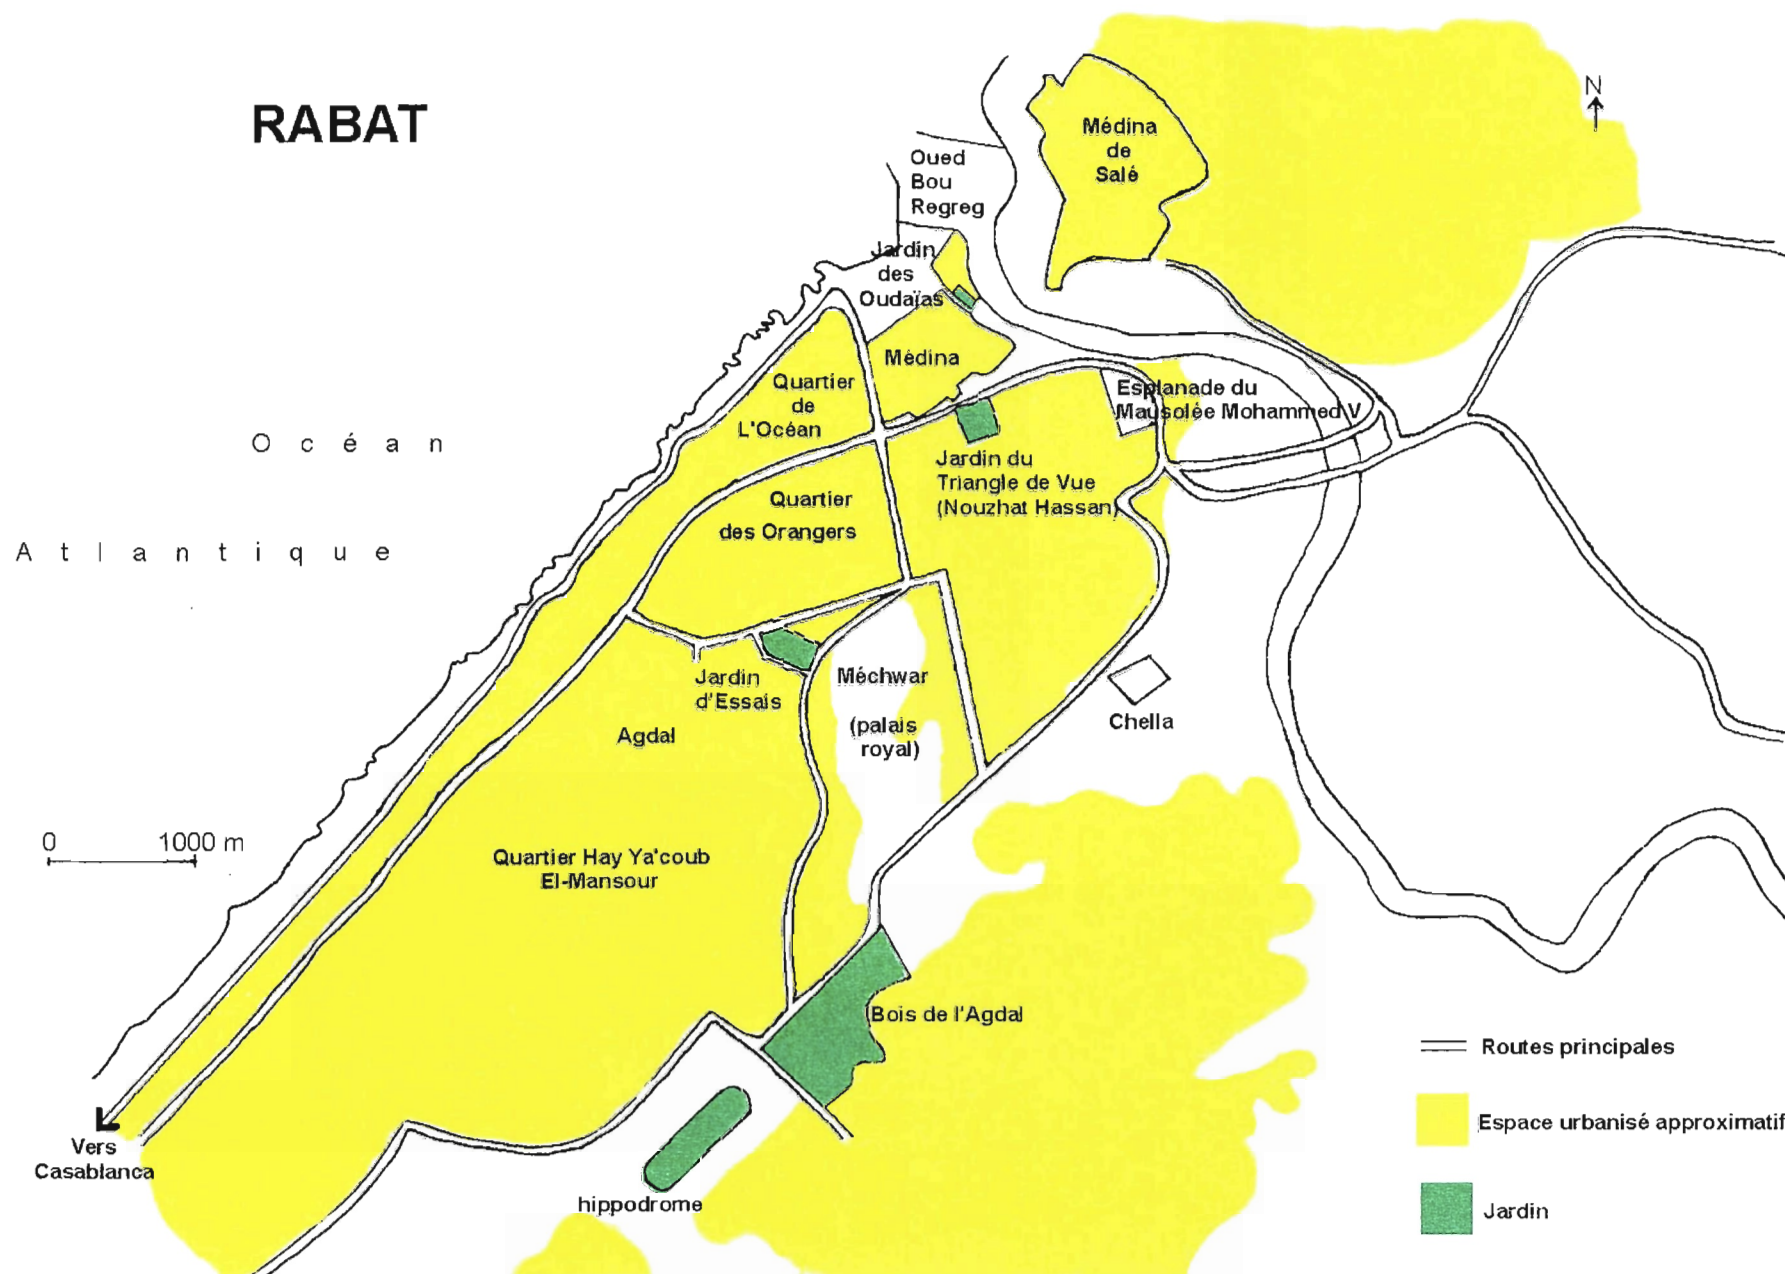 RABAT
N
Médina
de
Salé
Oued
Bou
Regreg
Jardin
des
Oudaïas
Médina
Quartier
de
L'Océan
Esplanade du
Mausolée Mohammed V
Océan
Atlantique
Jardin du
Triangle de Vue
(Nouzhat Hassan)
Quartier
des Orangers
Jardin
d'Essais
Méchwar
(palais
royal)
Chella
Agdal
0 1000 m
Quartier Hay Ya'coub
El-Mansour
Bois de l'Agdal
Vers
Casablanca
hippodrome
Routes principales
Espace urbanisé approximatif
Jardin